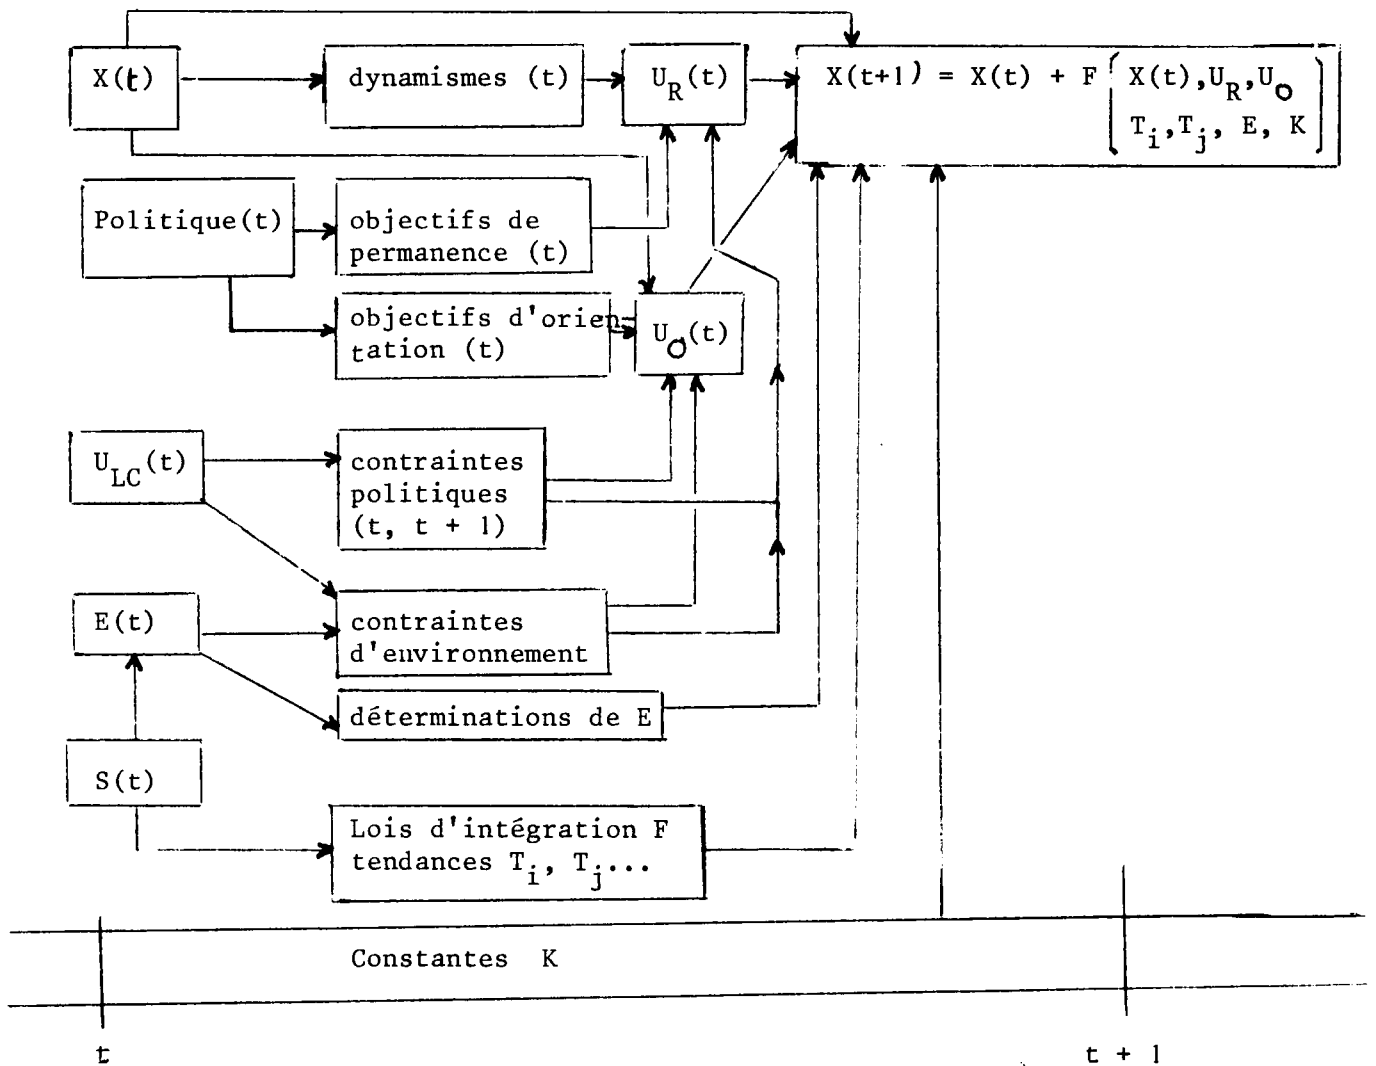 X(t)
dynamismes (t)
U_R(t)
X(t+1) = X(t) + F [ X(t), U_R, U_O
T_i, T_j, E, K ]
Politique(t)
objectifs de
permanence (t)
objectifs d'orien-
tation (t)
U_O(t)
U_LC(t)
contraintes
politiques
(t, t + 1)
E(t)
contraintes
d'environnement
déterminations de E
S(t)
Lois d'intégration F
tendances T_i, T_j...
Constantes K
t
t + 1